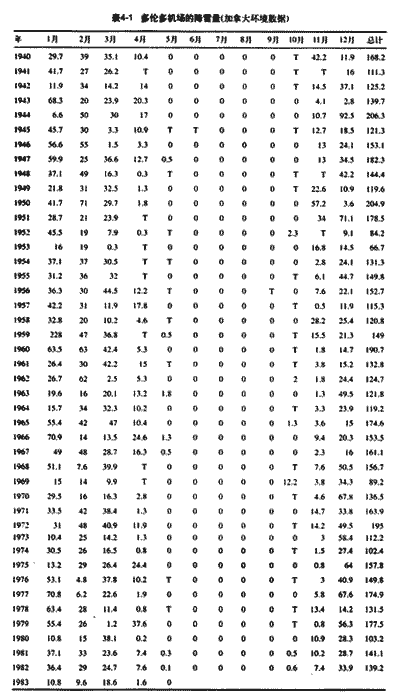 表4-1 多伦多机场的降雪量(加拿大环境数据)
年 1月 2月 3月 4月 5月 6月 7月 8月 9月 10月 11月 12月 总计
1940 29.7 39 35.1 10.4 0 0 0 0 0 T 42.2 11.9 168.2
1941 41.7 27 26.2 T 0 0 0 0 0 T T 16 111.3
1942 11.9 34 14.2 14 0 0 0 0 0 T 14.5 37.1 125.2
1943 68.3 20 23.9 20.3 0 0 0 0 0 0 4.1 2.8 139.7
1944 6.6 50 30 17 0 0 0 0 0 0 10.7 92.5 206.3
1945 45.7 30 3.3 10.9 T T 0 0 0 T 12.7 18.5 121.3
1946 56.6 55 1.5 3.3 0 0 0 0 0 0 13 24.1 153.1
1947 59.9 25 36.6 12.7 0.5 0 0 0 0 0 13 34.5 182.3
1948 37.1 49 16.3 0.3 T 0 0 0 0 T T 42.2 144.4
1949 21.8 31 32.5 1.3 0 0 0 0 0 T 22.6 10.9 119.6
1950 41.7 71 29.7 1.8 0 0 0 0 0 0 57.2 3.6 204.9
1951 28.7 21 23.9 T 0 0 0 0 0 0 34 71.1 178.5
1952 45.5 19 7.9 0.3 T 0 0 0 0 2.3 T 9.1 84.2
1953 16 19 0.3 T 0 0 0 0 0 0 16.8 14.5 66.7
1954 37.1 37 30.5 T T 0 0 0 0 0 2.8 24.1 131.3
1955 31.2 36 32 T 0 0 0 0 0 T 6.1 44.7 149.8
1956 36.3 30 44.5 12.2 T 0 0 0 T 0 7.6 22.1 152.7
1957 42.2 31 11.9 17.8 0 0 0 0 0 T 0.5 11.9 115.3
1958 32.8 20 10.2 4.6 T 0 0 0 0 0 28.2 25.4 120.8
1959 228 47 36.8 T 0.5 0 0 0 0 T 15.5 21.3 149
1960 63.5 63 42.4 5.3 0 0 0 0 0 T 1.8 14.7 190.7
1961 26.4 30 42.2 15 T 0 0 0 0 T 3.8 15.2 132.8
1962 26.7 62 2.5 5.3 0 0 0 0 0 2 1.8 24.4 124.7
1963 19.6 16 20.1 13.2 1.8 0 0 0 0 0 1.3 49.5 121.8
1964 15.7 34 32.3 10.2 0 0 0 0 0 T 3.3 23.9 119.2
1965 55.4 42 47 10.4 0 0 0 0 0 1.3 3.6 15 174.6
1966 70.9 14 13.5 24.6 1.3 0 0 0 0 0 9.4 20.3 153.5
1967 49 48 28.7 16.3 0.5 0 0 0 0 0 2.3 16 161.1
1968 51.1 7.6 39.9 T 0 0 0 0 0 T 7.6 50.5 156.7
1969 15 14 9.9 T 0 0 0 0 0 12.2 3.8 34.3 89.2
1970 29.5 16 16.3 2.8 0 0 0 0 0 T 4.6 67.8 136.5
1971 33.5 42 38.4 1.3 0 0 0 0 0 0 14.7 33.8 163.9
1972 31 48 40.9 11.9 0 0 0 0 0 T 14.2 49.5 195
1973 10.4 25 14.2 1.3 0 0 0 0 0 0 3 58.4 112.2
1974 30.5 26 16.5 0.8 0 0 0 0 0 T 1.5 27.4 102.4
1975 13.2 29 26.4 24.4 0 0 0 0 0 0 0.8 64 157.8
1976 53.1 4.8 37.8 10.2 T 0 0 0 0 T 3 40.9 149.8
1977 70.8 6.2 22.6 1.9 0 0 0 0 0 0 5.8 67.6 174.9
1978 63.4 28 11.4 0.8 T 0 0 0 0 T 13.4 14.2 131.5
1979 55.4 26 1.2 37.6 0 0 0 0 0 T 0.8 56.3 177.5
1980 10.8 15 38.1 0.2 0 0 0 0 0 0 10.9 28.3 103.2
1981 37.1 33 23.6 7.4 0.3 0 0 0 0 0.5 10.2 28.7 141.1
1982 36.4 29 24.7 7.6 0.1 0 0 0 0 0.6 7.4 33.9 139.2
1983 10.8 9.6 18.6 1.6 0